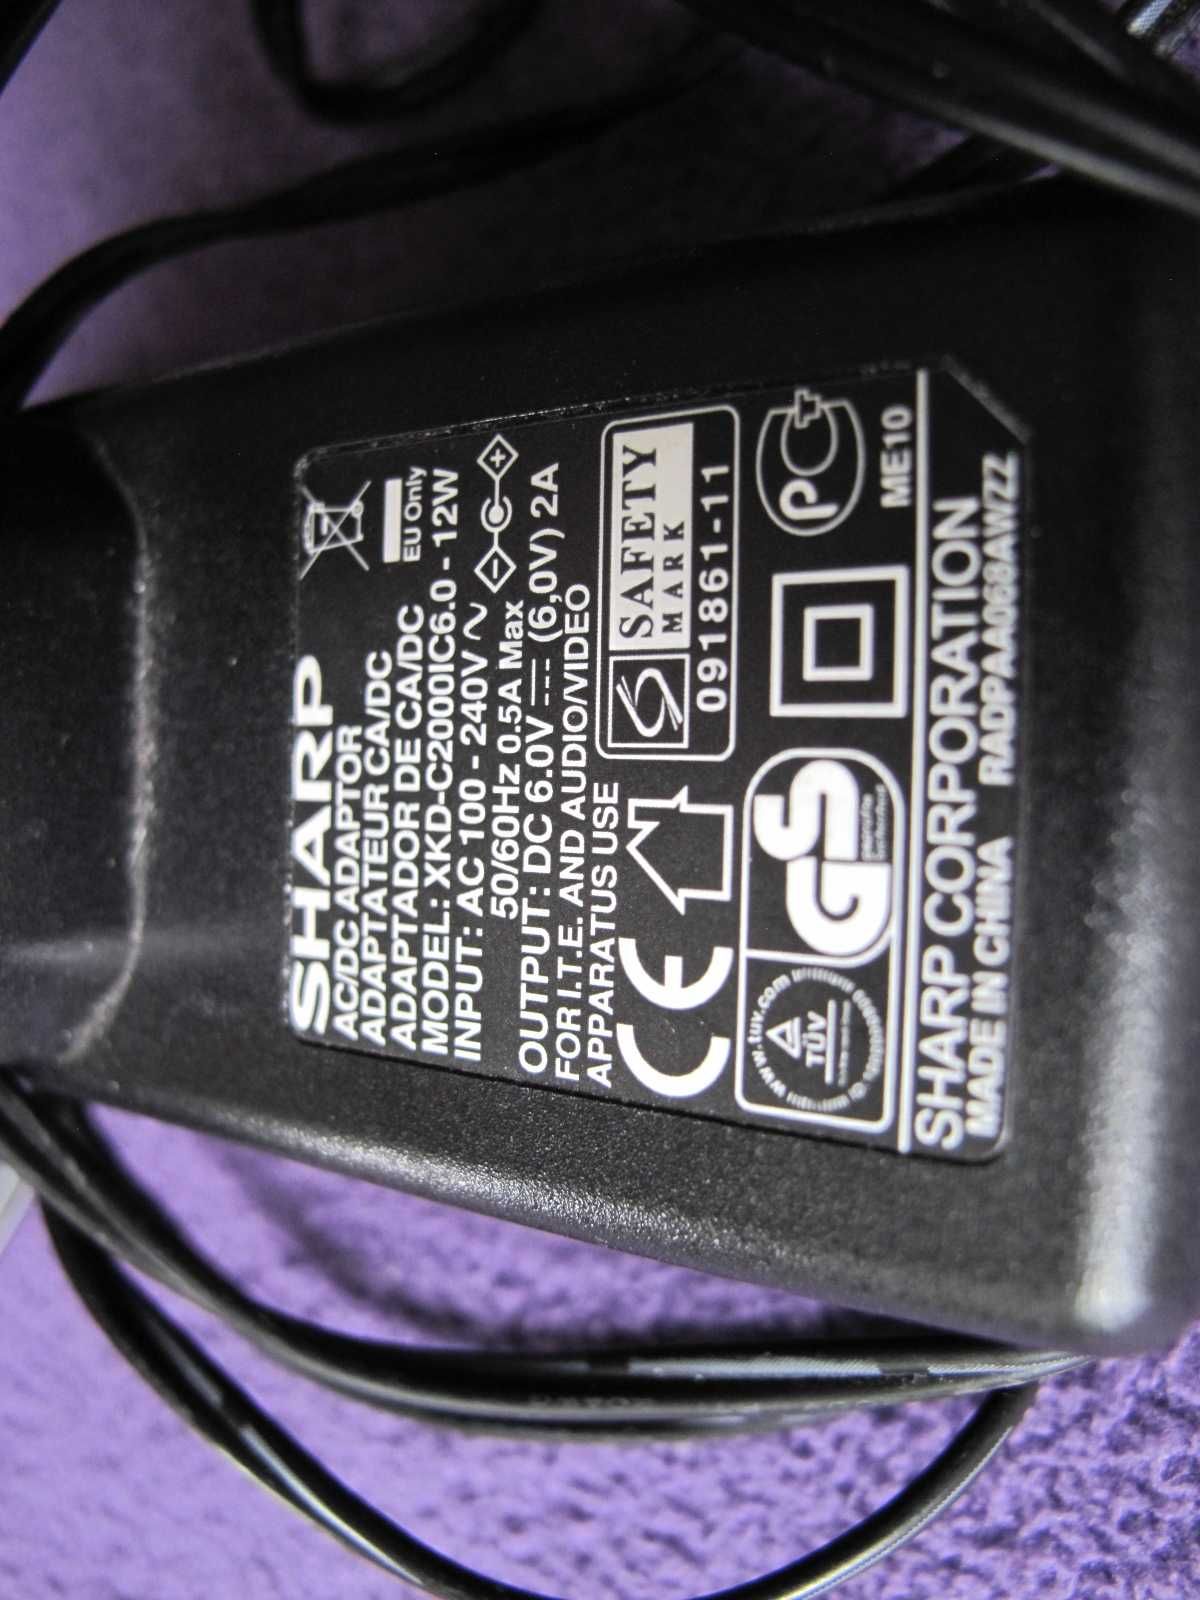 SHARP
AC/DC ADAPTOR
ADAPTATEUR CA/DC
ADAPTADOR DE CA/DC
EU Only
MODEL: XKD-C2000IC6.0 - 12W
INPUT: AC 100 - 240V ~
50/60Hz 0.5A Max
OUTPUT: DC 6.0V (6,0V) 2A
FOR I.T.E. AND AUDIO/VIDEO
APPARATUS USE
CE
SAFETY
MARK
091861-11
www.tuv.com
TÜV
GS
geprüfte
Sicherheit
PCT
ME10
SHARP CORPORATION
MADE IN CHINA RADPAA068AWZZ